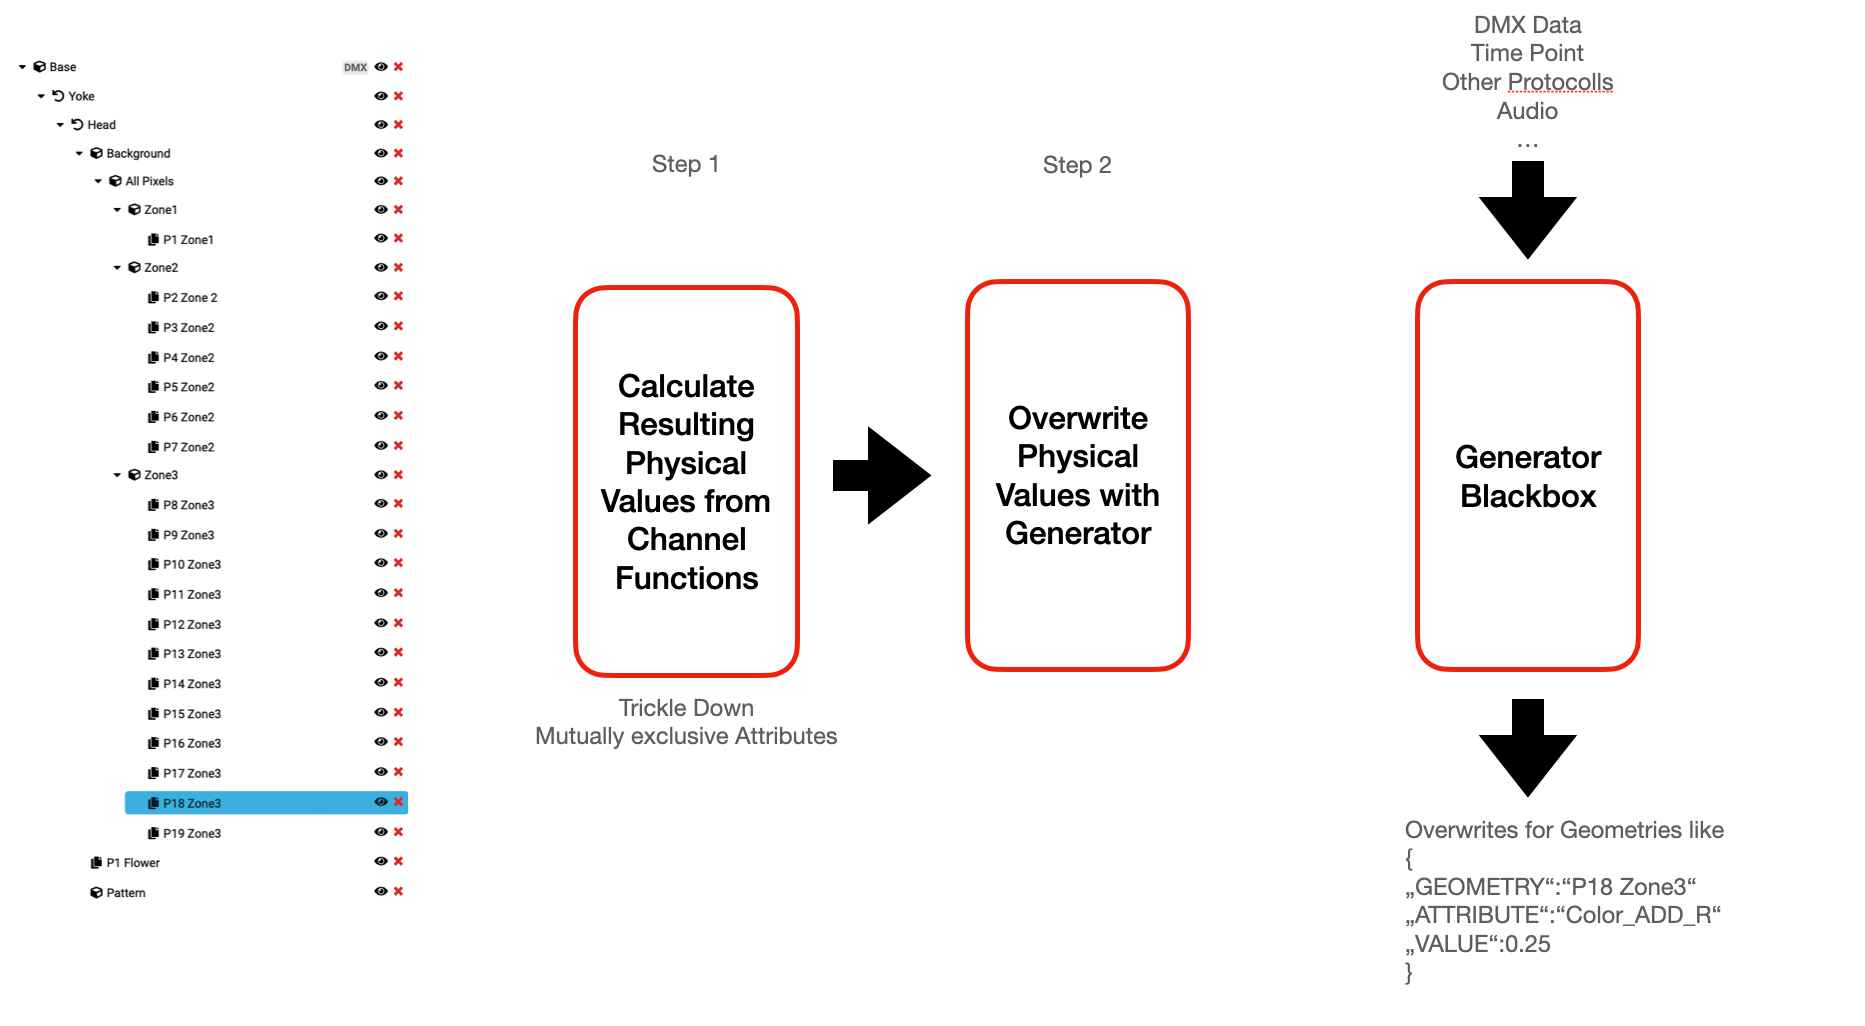 Base DMX
Yoke
Head
Background
All Pixels
Zone1
P1 Zone1
Zone2
P2 Zone 2
P3 Zone2
P4 Zone2
P5 Zone2
P6 Zone2
P7 Zone2
Zone3
P8 Zone3
P9 Zone3
P10 Zone3
P11 Zone3
P12 Zone3
P13 Zone3
P14 Zone3
P15 Zone3
P16 Zone3
P17 Zone3
P18 Zone3
P19 Zone3
P1 Flower
Pattern
Step 1
Calculate
Resulting
Physical
Values from
Channel
Functions
Trickle Down
Mutually exclusive Attributes
Step 2
Overwrite
Physical
Values with
Generator
DMX Data
Time Point
Other Protocolls
Audio
...
Generator
Blackbox
Overwrites for Geometries like
{
„GEOMETRY“:“P18 Zone3“
„ATTRIBUTE“:“Color_ADD_R“
„VALUE“:0.25
}